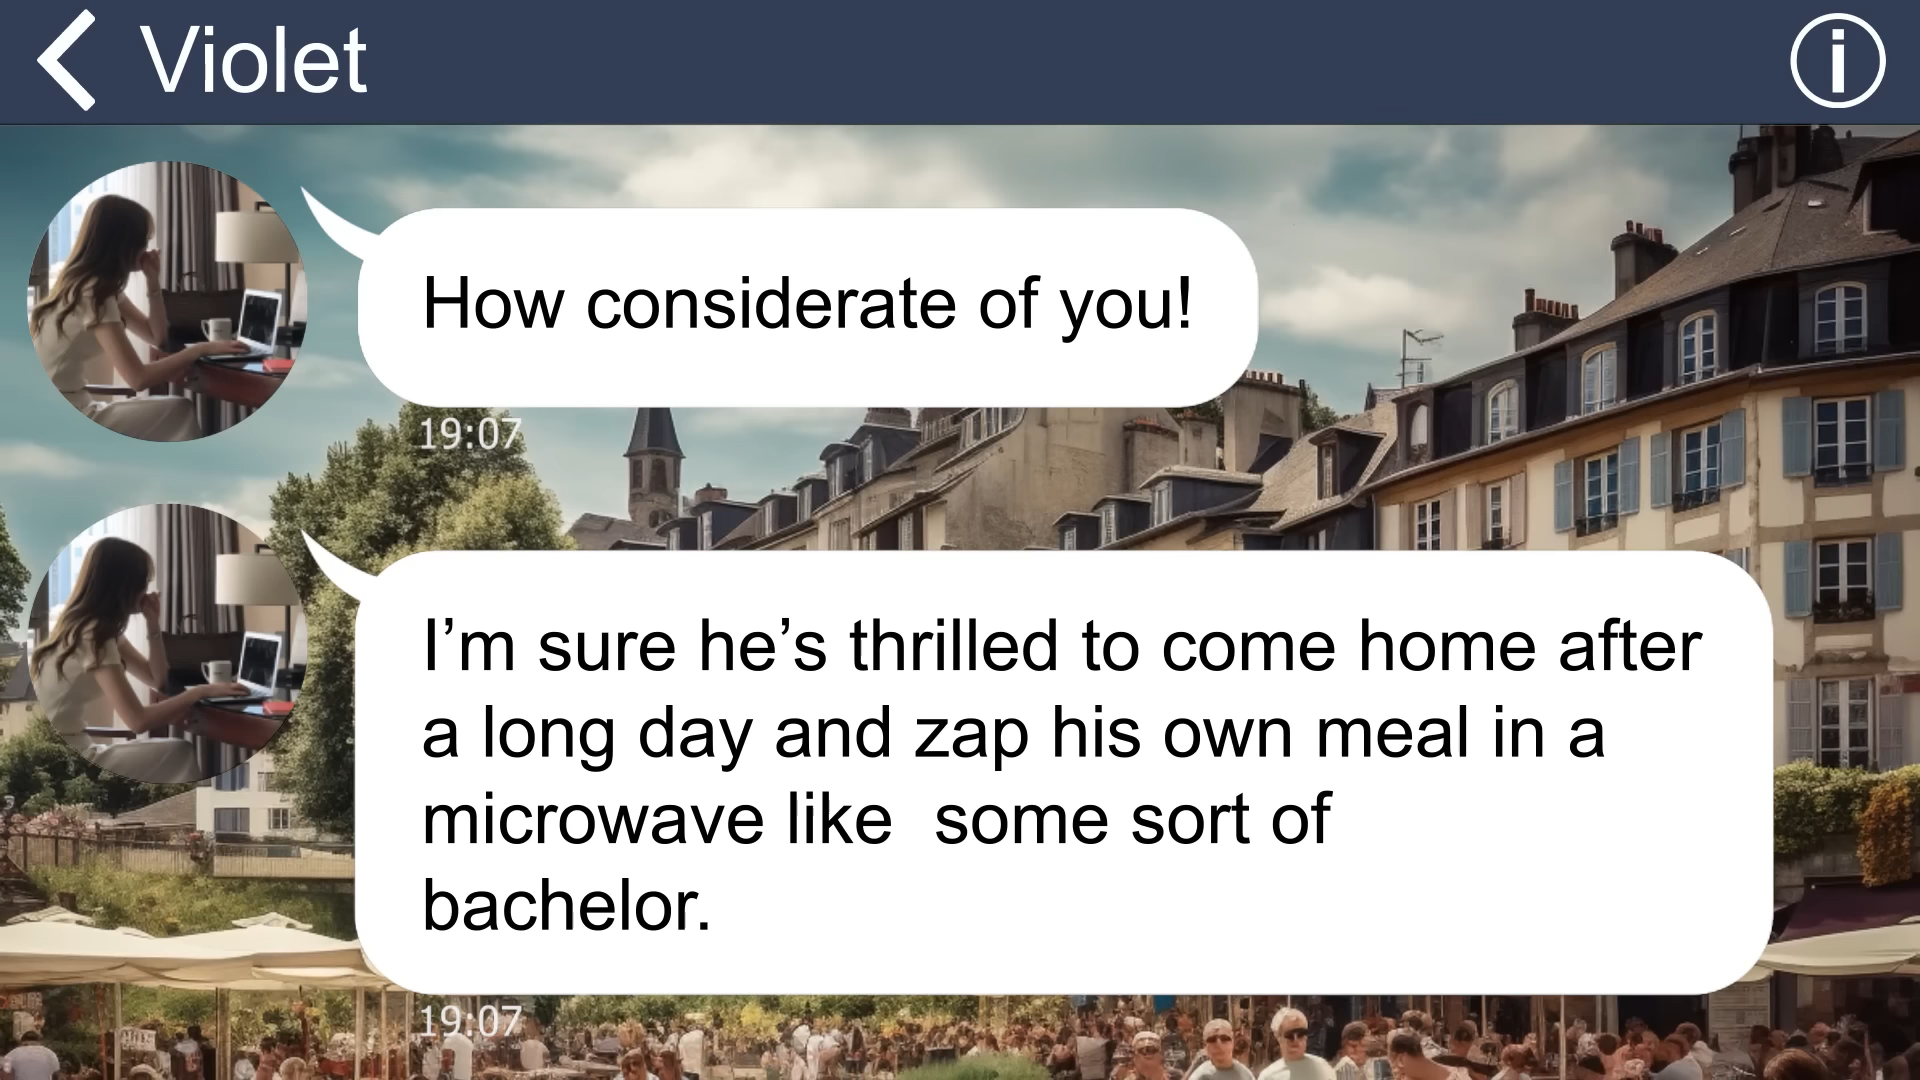 Violet
How considerate of you!
19:07
I’m sure he’s thrilled to come home after
a long day and zap his own meal in a
microwave like  some sort of
bachelor.
19:07